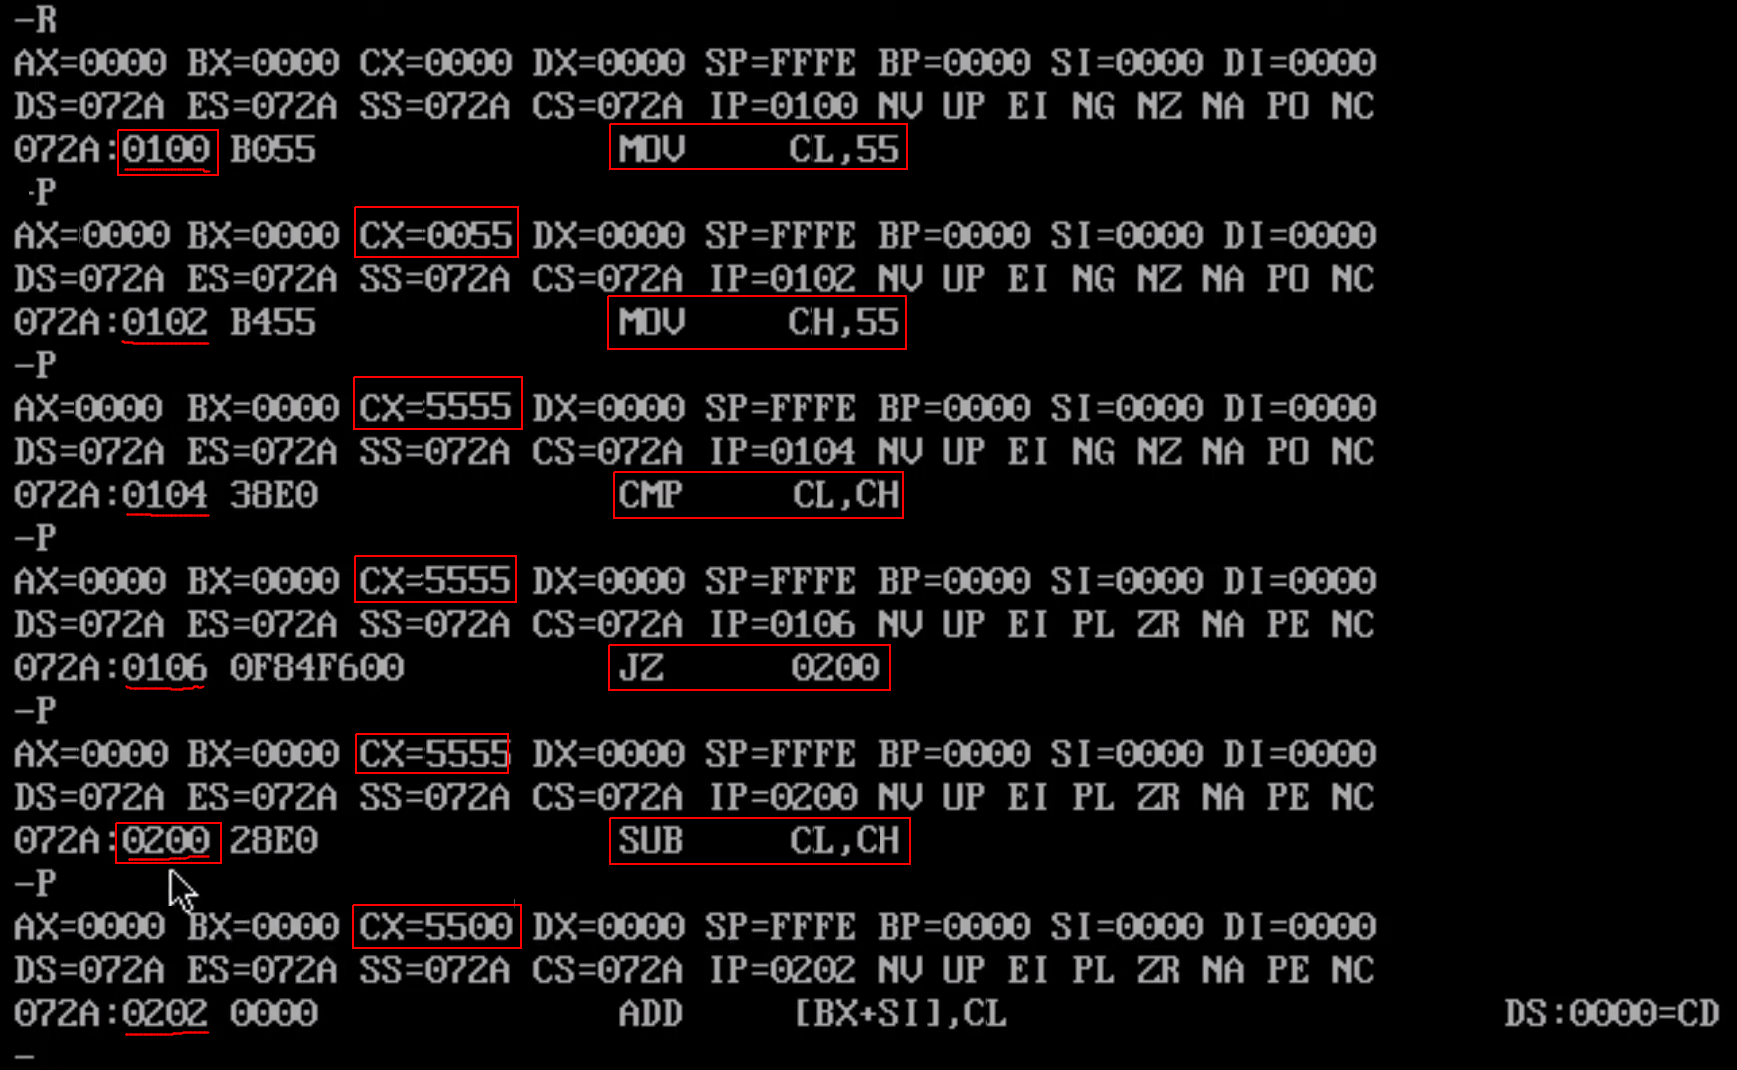 -R
AX=0000 BX=0000 CX=0000 DX=0000 SP=FFFE BP=0000 SI=0000 DI=0000
DS=072A ES=072A SS=072A CS=072A IP=0100 NV UP EI NG NZ NA PO NC
072A:0100 B055 MOV CL,55
-P
AX=0000 BX=0000 CX=0055 DX=0000 SP=FFFE BP=0000 SI=0000 DI=0000
DS=072A ES=072A SS=072A CS=072A IP=0102 NV UP EI NG NZ NA PO NC
072A:0102 B455 MOV CH,55
-P
AX=0000 BX=0000 CX=5555 DX=0000 SP=FFFE BP=0000 SI=0000 DI=0000
DS=072A ES=072A SS=072A CS=072A IP=0104 NV UP EI NG NZ NA PO NC
072A:0104 38E0 CMP CL,CH
-P
AX=0000 BX=0000 CX=5555 DX=0000 SP=FFFE BP=0000 SI=0000 DI=0000
DS=072A ES=072A SS=072A CS=072A IP=0106 NV UP EI PL ZR NA PE NC
072A:0106 0F84F600 JZ 0200
-P
AX=0000 BX=0000 CX=5555 DX=0000 SP=FFFE BP=0000 SI=0000 DI=0000
DS=072A ES=072A SS=072A CS=072A IP=0200 NV UP EI PL ZR NA PE NC
072A:0200 28E0 SUB CL,CH
-P
AX=0000 BX=0000 CX=5500 DX=0000 SP=FFFE BP=0000 SI=0000 DI=0000
DS=072A ES=072A SS=072A CS=072A IP=0202 NV UP EI PL ZR NA PE NC
072A:0202 0000 ADD [BX+SI],CL DS:0000=CD
-